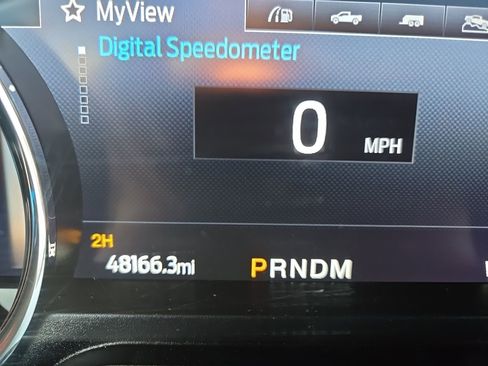 MyView
Digital Speedometer
0 MPH
2H
48166.3mi PRNDM